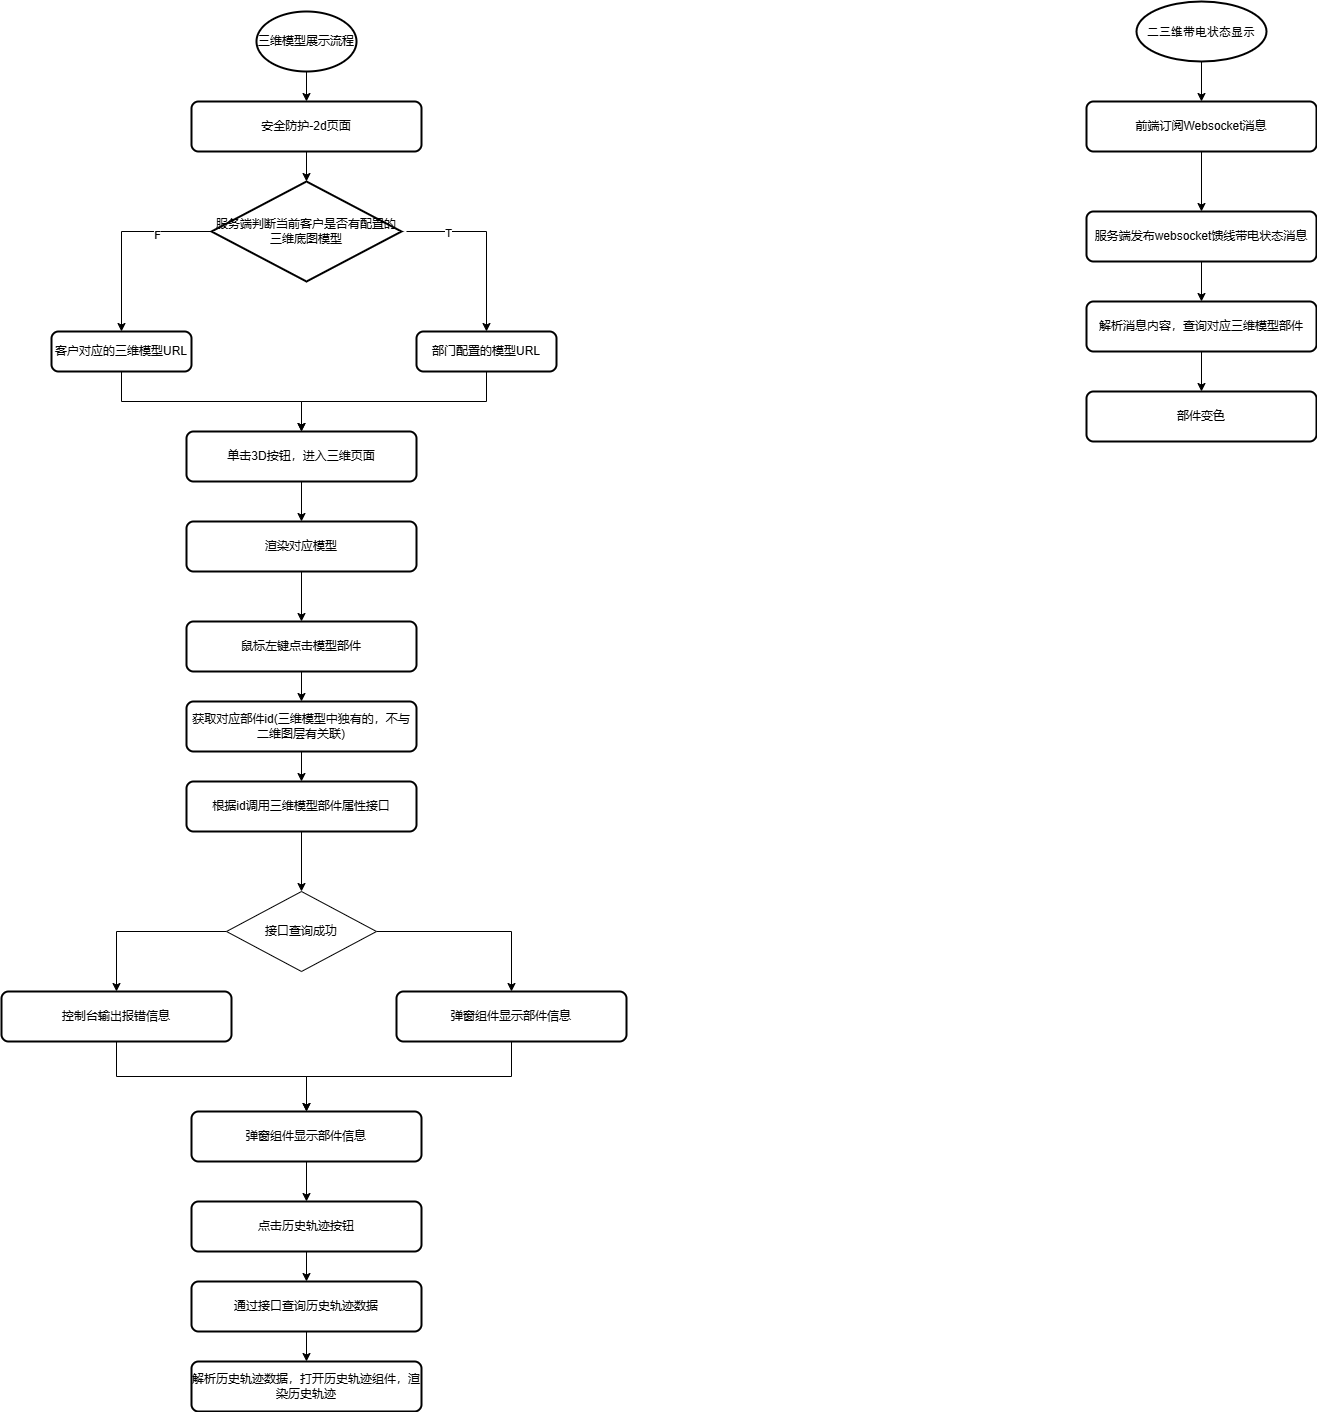 三维模型展示流程
安全防护-2d页面
服务端判断当前客户是否有配置的
三维底图模型
F
T
客户对应的三维模型URL
部门配置的模型URL
单击3D按钮，进入三维页面
渲染对应模型
鼠标左键点击模型部件
获取对应部件id(三维模型中独有的，不与
二维图层有关联)
根据id调用三维模型部件属性接口
接口查询成功
控制台输出报错信息
弹窗组件显示部件信息
弹窗组件显示部件信息
点击历史轨迹按钮
通过接口查询历史轨迹数据
解析历史轨迹数据，打开历史轨迹组件，渲
染历史轨迹
二三维带电状态显示
前端订阅Websocket消息
服务端发布websocket馈线带电状态消息
解析消息内容，查询对应三维模型部件
部件变色